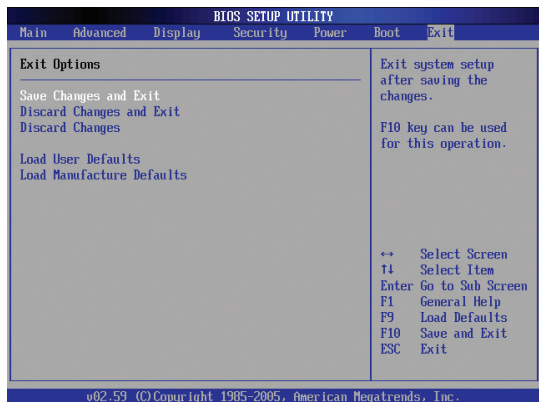 BIOS SETUP UTILITY
Main Advanced Display Security Power Boot Exit
Exit Options
Save Changes and Exit
Discard Changes and Exit
Discard Changes
Load User Defaults
Load Manufacture Defaults
Exit system setup
after saving the
changes.
F10 key can be used
for this operation.
↔ Select Screen
↑↓ Select Item
Enter Go to Sub Screen
F1 General Help
F9 Load Defaults
F10 Save and Exit
ESC Exit
v02.59 (C)Copyright 1985-2005, American Megatrends, Inc.